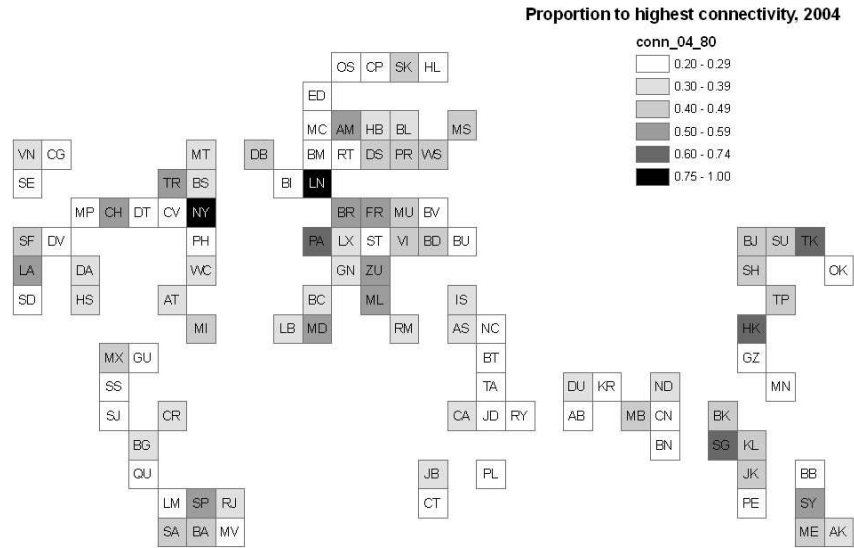 Proportion to highest connectivity, 2004
conn_04_80
0.20 - 0.29
0.30 - 0.39
0.40 - 0.49
0.50 - 0.59
0.60 - 0.74
0.75 - 1.00
OS CP SK HL
ED
MC AM HB BL MS
VN CG MT DB BM RT DS PR WS
SE TR BS BI LN
MP CH DT CV NY BR FR MU BV
SF DV PH PA LX ST VI BD BU BJ SU TK
LA DA WC GN ZU SH OK
SD HS AT BC ML IS TP
MI LB MD RM AS NC HK
MX GU BT GZ
SS TA DU KR ND MN
SJ CR CA JD RY AB MB CN BK
BG BN SG KL
QU JB PL JK BB
LM SP RJ CT PE SY
SA BA MV ME AK